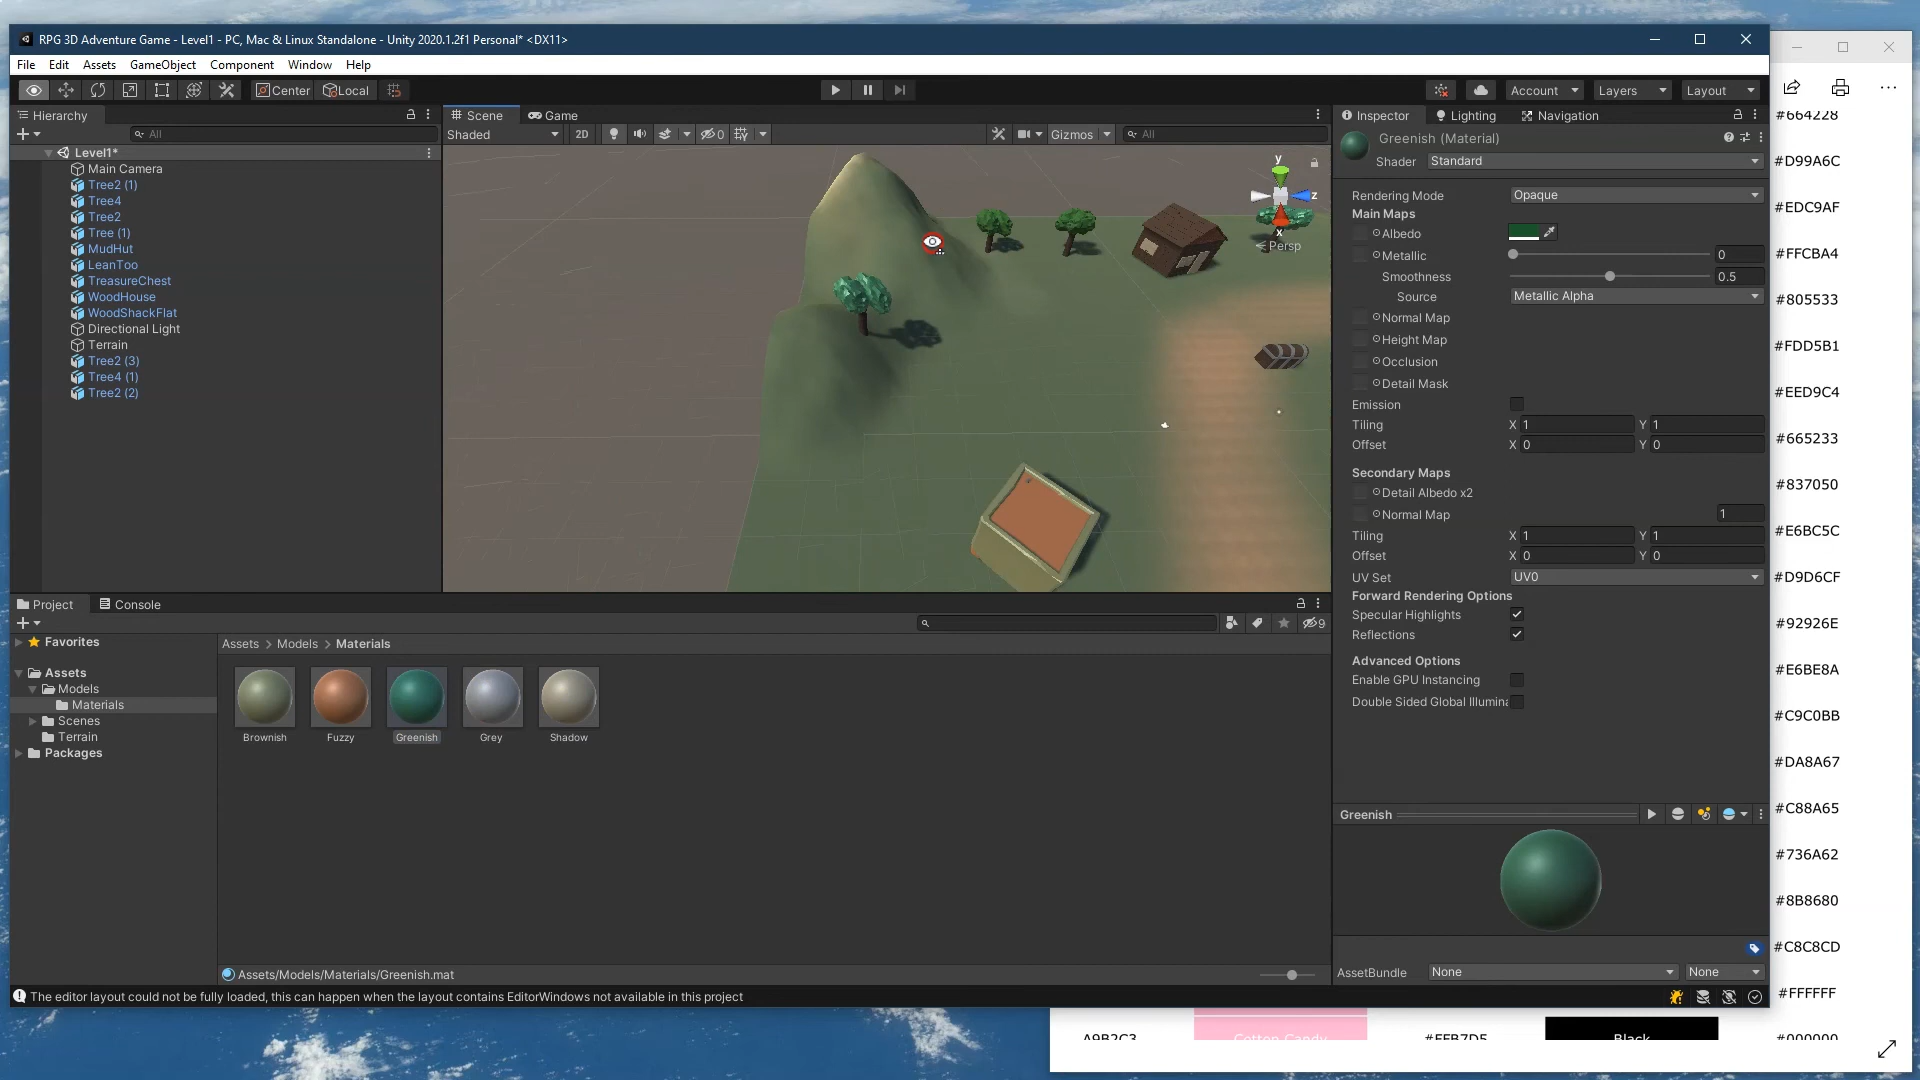 RPG 3D Adventure Game - Level1 - PC, Mac & Linux Standalone - Unity 2020.1.2f1 Personal* <DX11>
File Edit Assets GameObject Component Window Help
Center Local Account Layers Layout
Hierarchy
All
Level1*
Main Camera
Tree2 (1)
Tree4
Tree2
Tree (1)
MudHut
LeanToo
TreasureChest
WoodHouse
WoodShackFlat
Directional Light
Terrain
Tree2 (3)
Tree4 (1)
Tree2 (2)
Scene Game
Shaded 2D 0 Gizmos All
y
z
x
Persp
Inspector Lighting Navigation
Greenish (Material)
Shader Standard
Rendering Mode Opaque
Main Maps
Albedo
Metallic 0
Smoothness 0.5
Source Metallic Alpha
Normal Map
Height Map
Occlusion
Detail Mask
Emission
Tiling X 1 Y 1
Offset X 0 Y 0
Secondary Maps
Detail Albedo x2
Normal Map 1
Tiling X 1 Y 1
Offset X 0 Y 0
UV Set UV0
Forward Rendering Options
Specular Highlights
Reflections
Advanced Options
Enable GPU Instancing
Double Sided Global Illumina
Greenish
AssetBundle None None
Project Console
9
Favorites
Assets
Models
Materials
Scenes
Terrain
Packages
Assets > Models > Materials
Brownish Fuzzy Greenish Grey Shadow
Assets/Models/Materials/Greenish.mat
The editor layout could not be fully loaded, this can happen when the layout contains EditorWindows not available in this project
#664228
#D99A6C
#EDC9AF
#FFCBA4
#805533
#FDD5B1
#EED9C4
#665233
#837050
#E6BC5C
#D9D6CF
#92926E
#E6BE8A
#C9C0BB
#DA8A67
#C88A65
#736A62
#8B8680
#C8C8CD
#FFFFFF
A9B2C3 Cotton Candy #FFB7D5 Black #000000